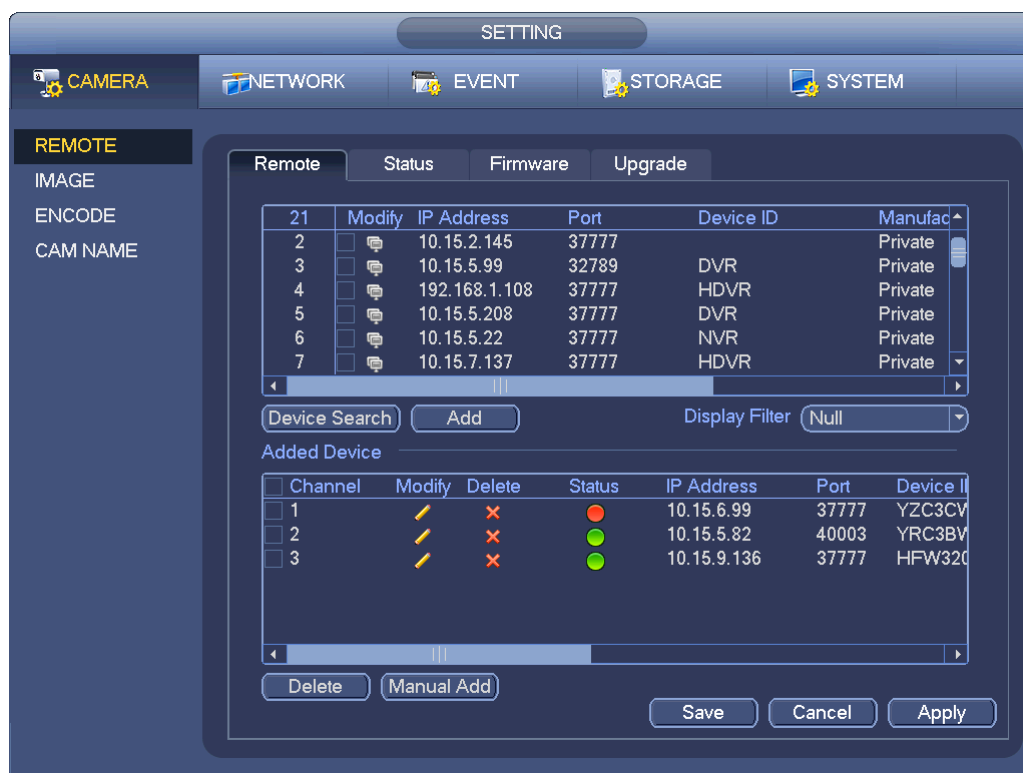 SETTING
CAMERA NETWORK EVENT STORAGE SYSTEM
REMOTE
IMAGE
ENCODE
CAM NAME
Remote Status Firmware Upgrade
21 Modify IP Address Port Device ID Manufac
2 10.15.2.145 37777 Private
3 10.15.5.99 32789 DVR Private
4 192.168.1.108 37777 HDVR Private
5 10.15.5.208 37777 DVR Private
6 10.15.5.22 37777 NVR Private
7 10.15.7.137 37777 HDVR Private
Device Search Add Display Filter Null
Added Device
Channel Modify Delete Status IP Address Port Device
1 10.15.6.99 37777 YZC3CV
2 10.15.5.82 40003 YRC3BV
3 10.15.9.136 37777 HFW320
Delete Manual Add
Save Cancel Apply